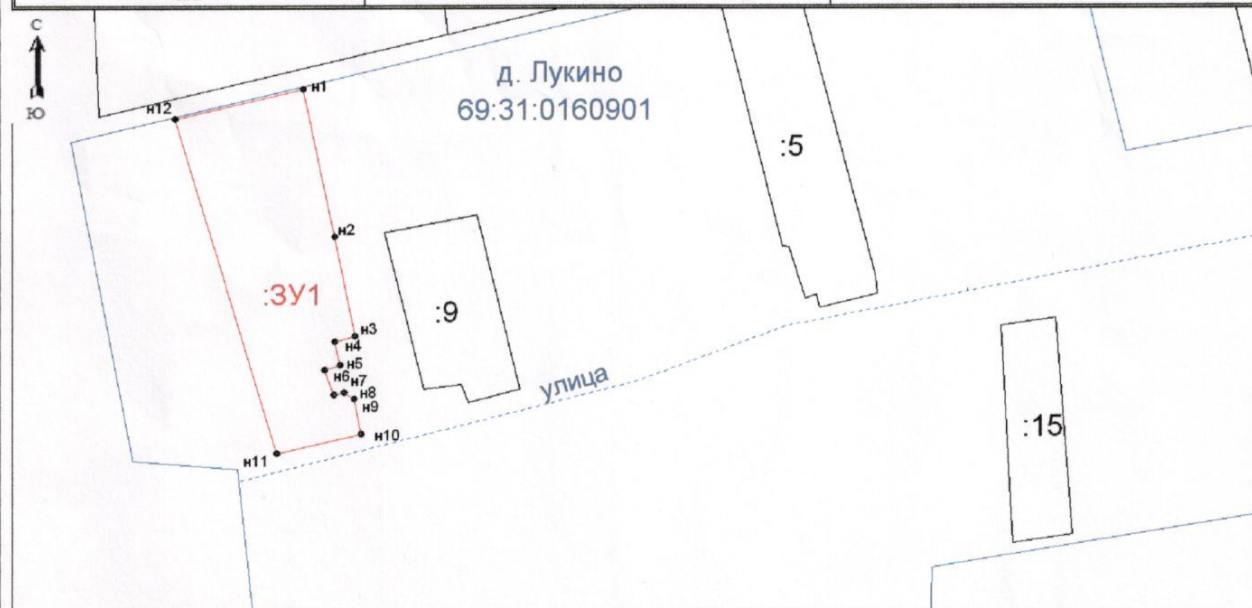 С
Ю
д. Лукино
69:31:0160901
н12
н1
:5
н2
:ЗУ1
:9
н3
н4
н5
н6
н7
н8
н9
н10
н11
улица
:15